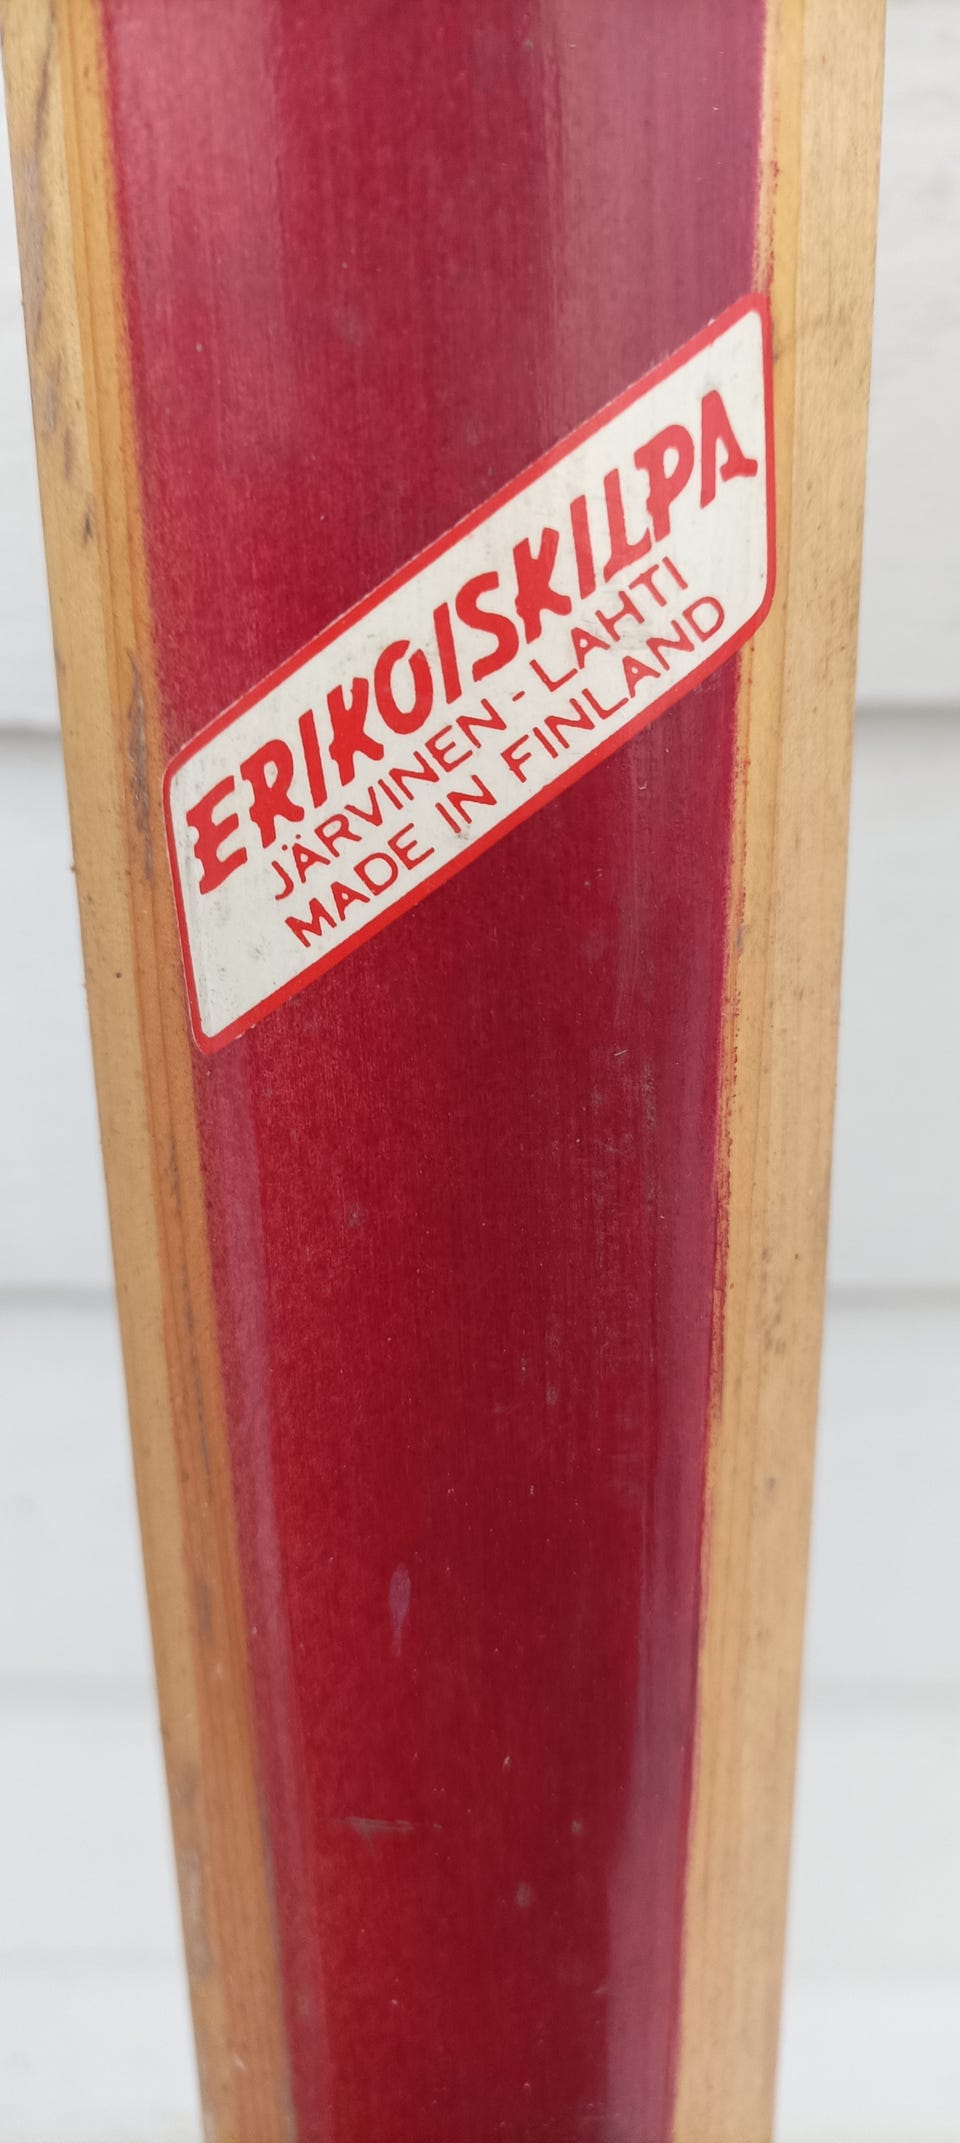 ERIKOISKILPA
JÄRVINEN-LAHTI
MADE IN FINLAND